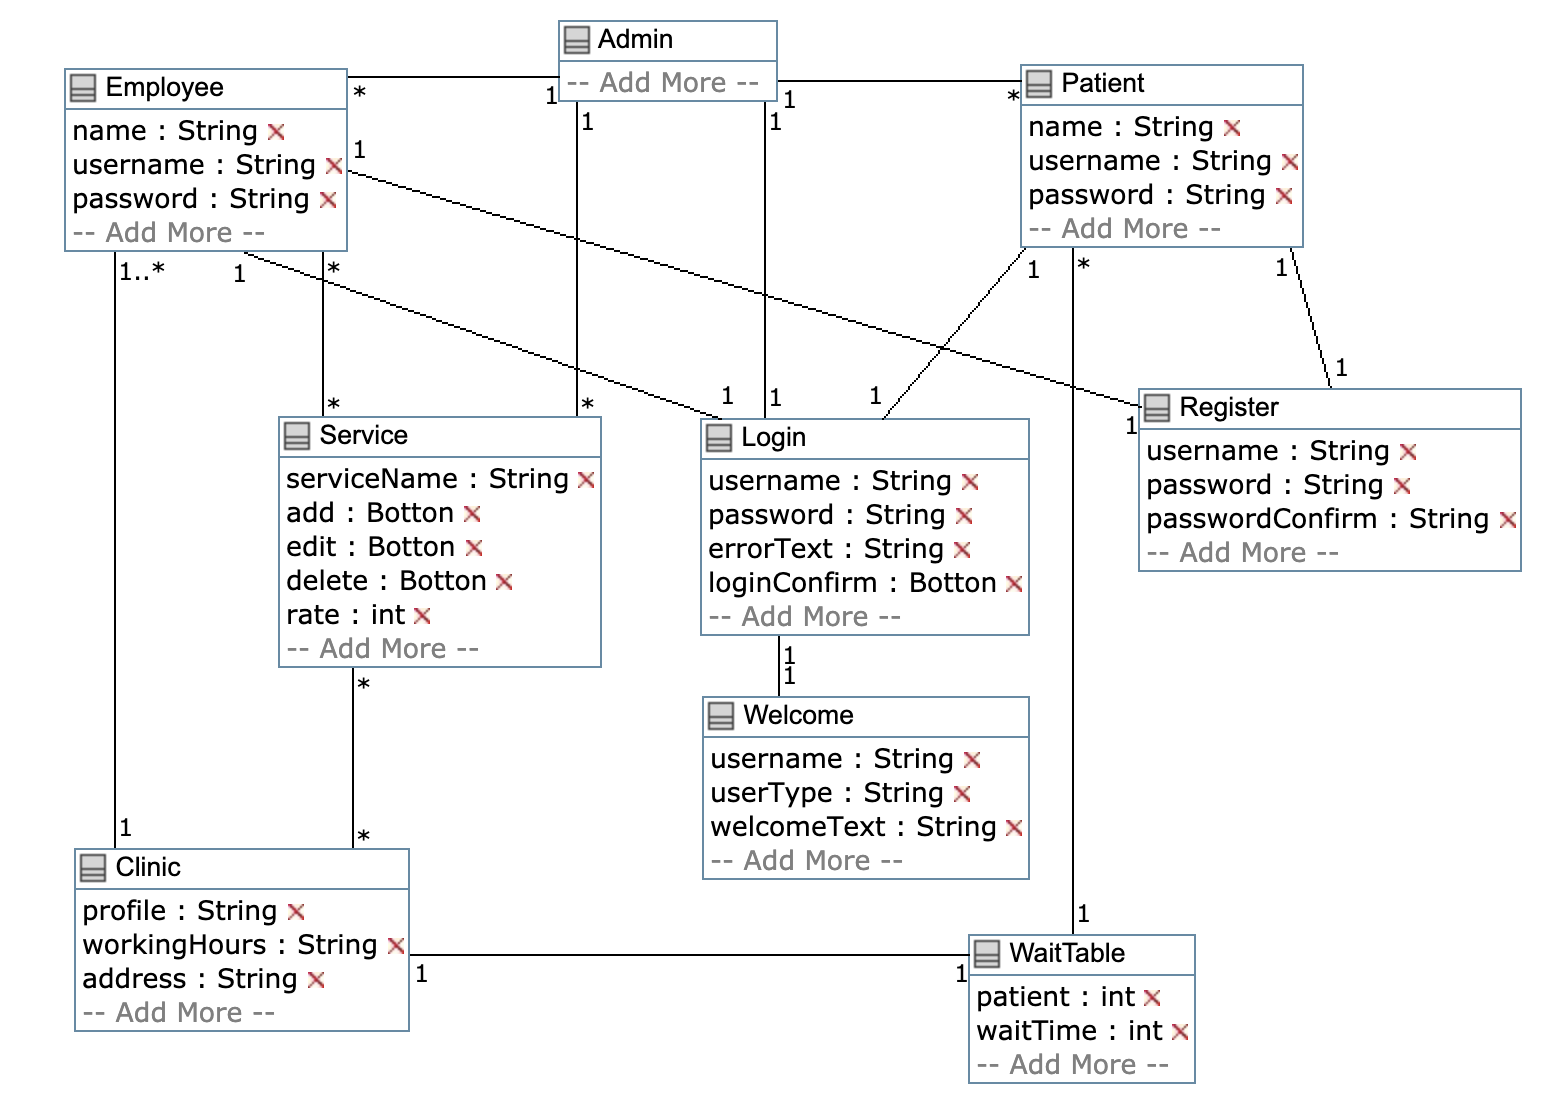 Admin
-- Add More --
Employee
name : String
username : String
password : String
-- Add More --
Patient
name : String
username : String
password : String
-- Add More --
*
1
1
*
1
1
1
1..*
1
*
1
*
1
*
*
1
1
1
1
1
Service
serviceName : String
add : Botton
edit : Botton
delete : Botton
rate : int
-- Add More --
Login
username : String
password : String
errorText : String
loginConfirm : Botton
-- Add More --
Register
username : String
password : String
passwordConfirm : String
-- Add More --
*
1
1
Welcome
username : String
userType : String
welcomeText : String
-- Add More --
1
*
1
Clinic
profile : String
workingHours : String
address : String
-- Add More --
1
1
WaitTable
patient : int
waitTime : int
-- Add More --